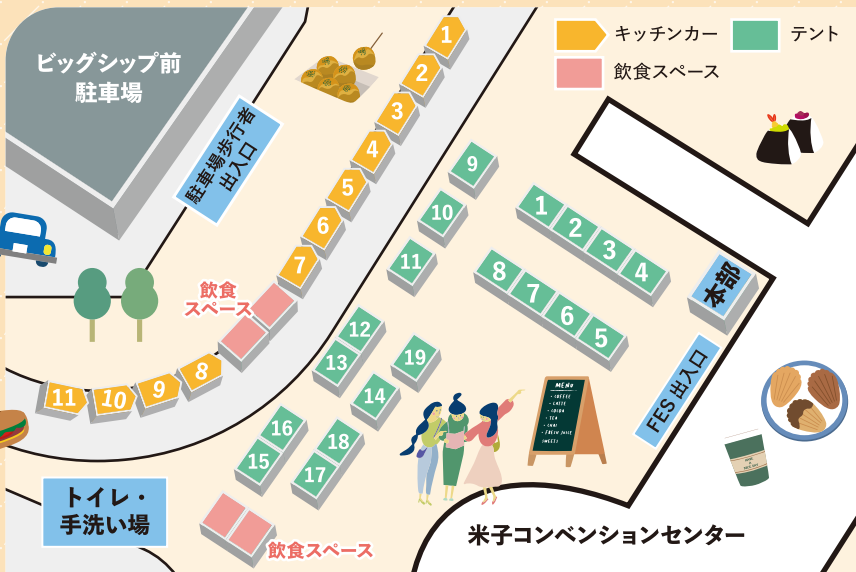 キッチンカー
テント
飲食スペース
ビッグシップ前
駐車場
駐車場歩行者
出入口
1
2
3
4
5
6
7
飲食
スペース
8
9
10
11
9
10
11
1
2
3
4
8
7
6
5
本部
FES 出入口
12
13
19
14
16
15
18
17
MENU
・COFFEE
・LATTE
・COCOA
・TEA
・CHAI
・FRESH JUICE
SWEETS
トイレ・
手洗い場
飲食スペース
米子コンベンションセンター